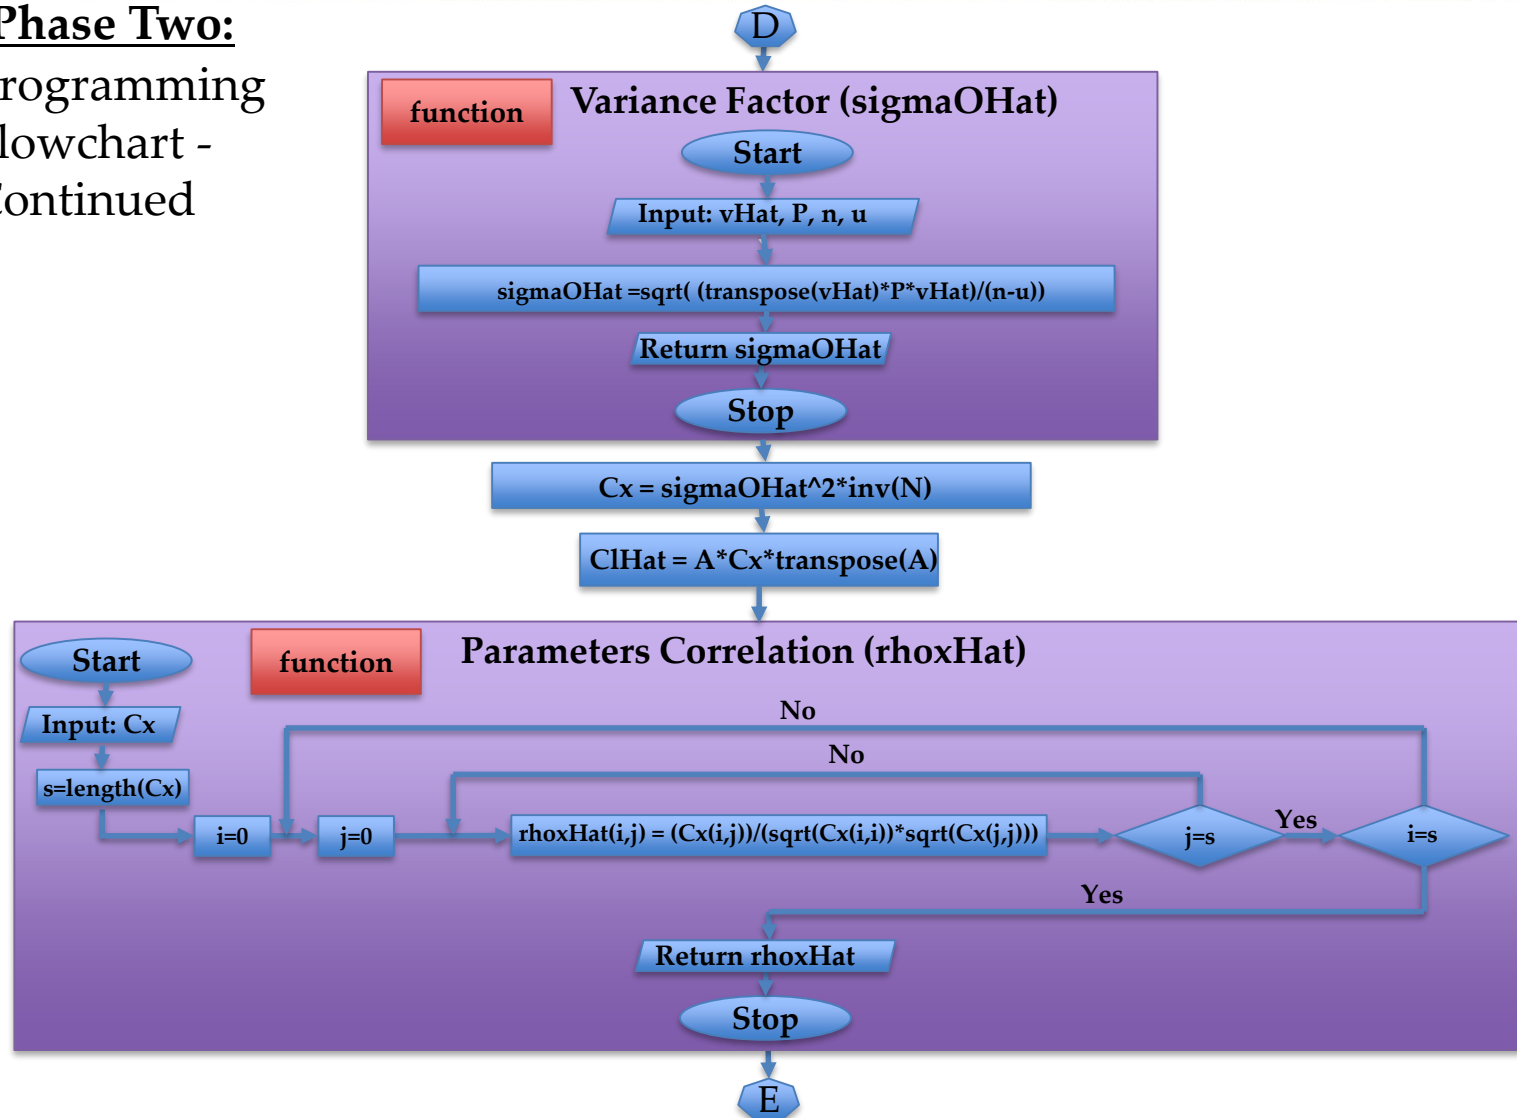 Phase Two:
rogramming
lowchart -
Continued
D
function
Variance Factor (sigmaOHat)
Start
Input: vHat, P, n, u
sigmaOHat =sqrt( (transpose(vHat)*P*vHat)/(n-u))
Return sigmaOHat
Stop
Cx = sigmaOHat^2*inv(N)
ClHat = A*Cx*transpose(A)
function
Parameters Correlation (rhoxHat)
Start
Input: Cx
s=length(Cx)
No
No
i=0
j=0
rhoxHat(i,j) = (Cx(i,j))/(sqrt(Cx(i,i))*sqrt(Cx(j,j)))
j=s
Yes
i=s
Yes
Return rhoxHat
Stop
E